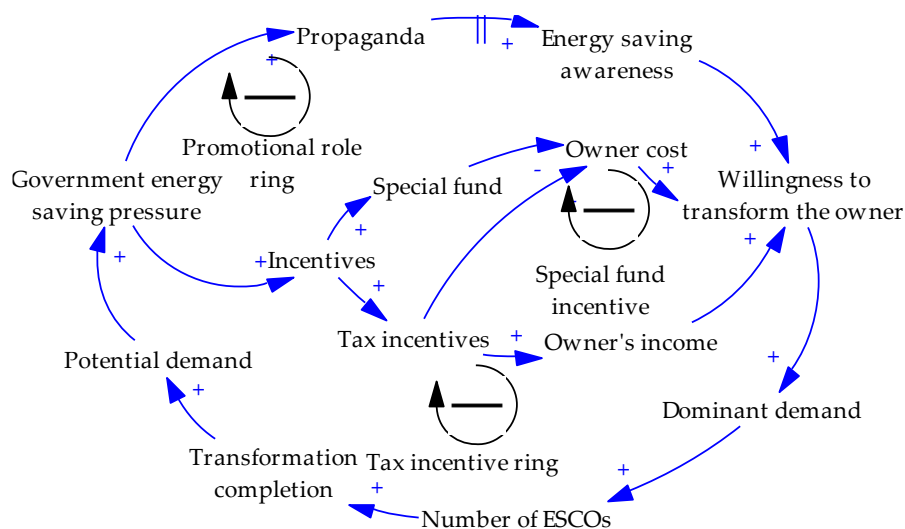 Propaganda
Energy saving
awareness
+
+
Promotional role
ring
Owner cost
+
-
+
-
Government energy
saving pressure
Special fund
Willingness to
transform the owner
+
+
+
+Incentives
+
Special fund
incentive
Tax incentives
+
Owner's income
Potential demand
+
+
Dominant demand
Transformation
completion
Tax incentive ring
+
+
Number of ESCOs